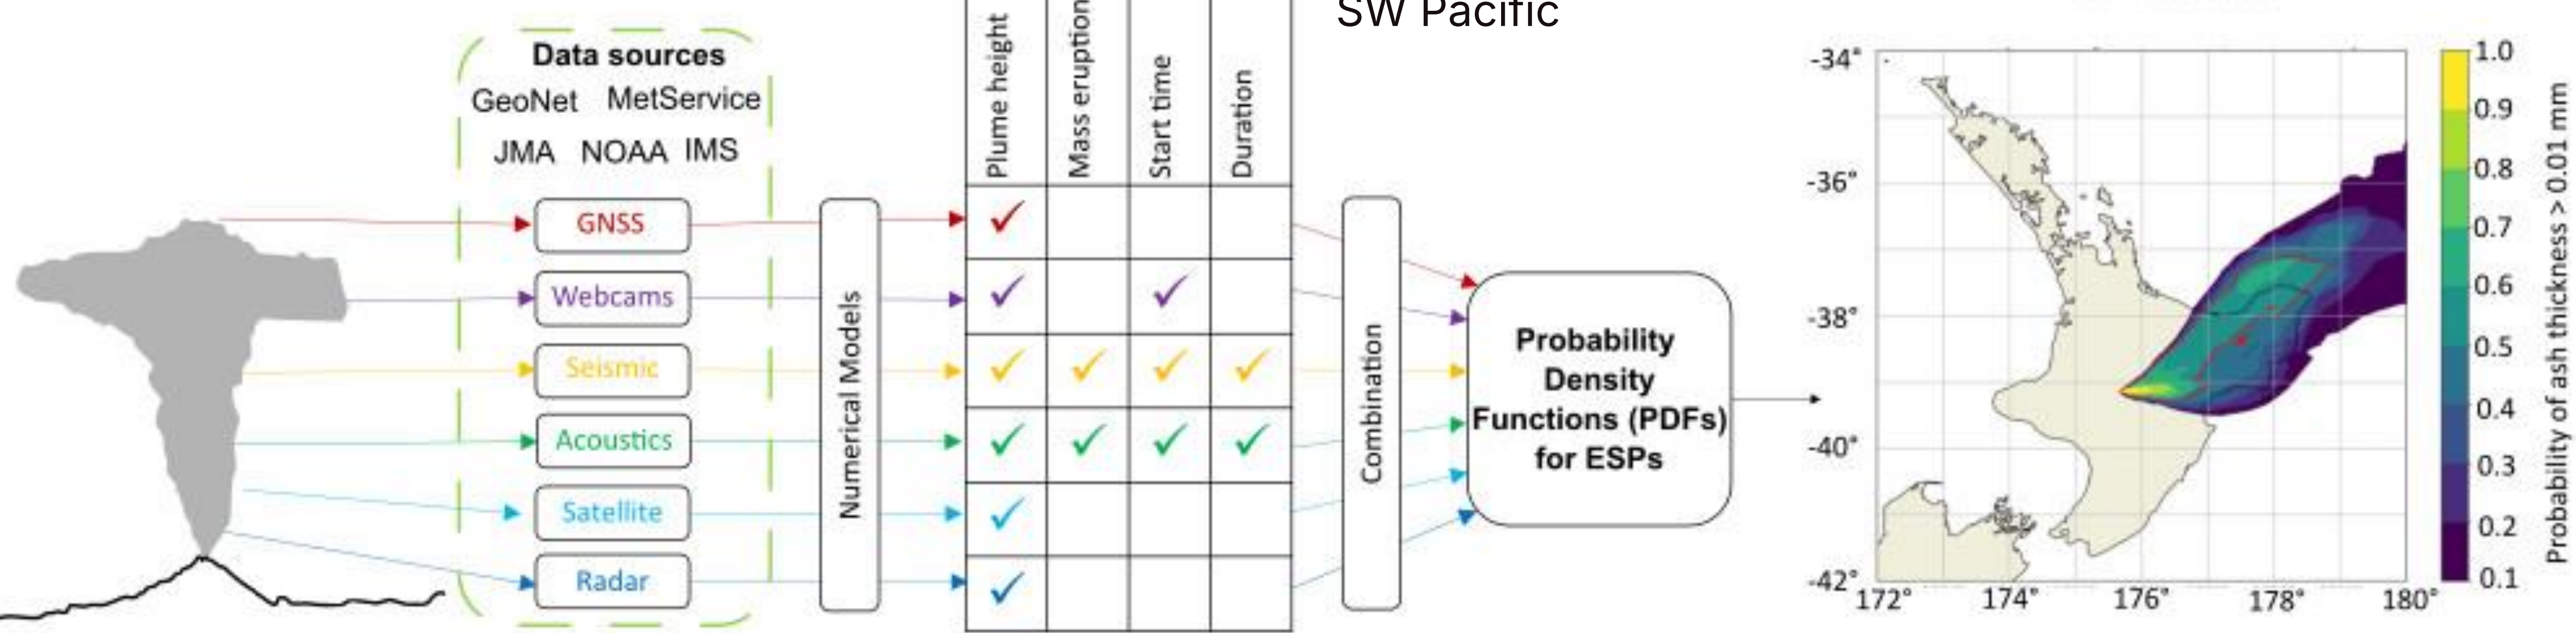 SW Pacific
Data sources
GeoNet MetService
JMA NOAA IMS
GNSS
Webcams
Seismic
Acoustics
Satellite
Radar
Numerical Models
Plume height
Mass eruption
Start time
Duration
Combination
Probability
Density
Functions (PDFs)
for ESPs
-34°
-36°
-38°
-40°
-42°
172° 174° 176° 178° 180°
1.0
0.9
0.8
0.7
0.6
0.5
0.4
0.3
0.2
0.1
Probability of ash thickness > 0.01 mm